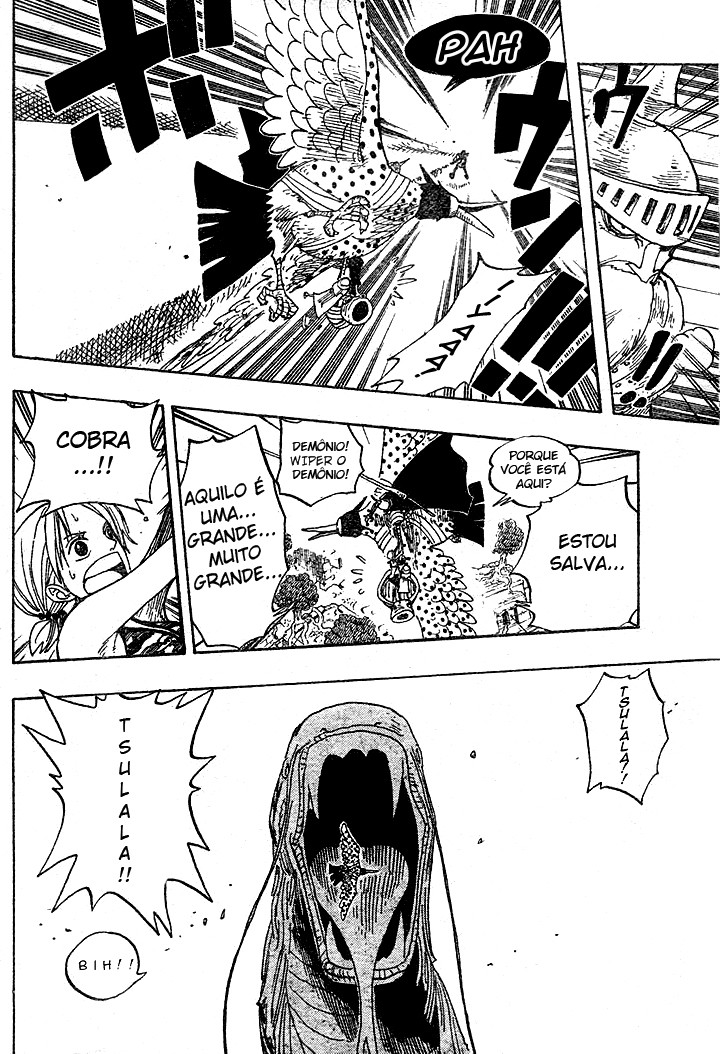 PAH
ESTOU
SALVA...
PORQUE
VOCÊ ESTÁ
AQUI?
DEMÔNIO!
WIPER O
DEMÔNIO!
AQUILO É
UMA...
GRANDE...
MUITO
GRANDE...
COBRA
...!!
TSULALA!!
TSULALA!!
BIH!!